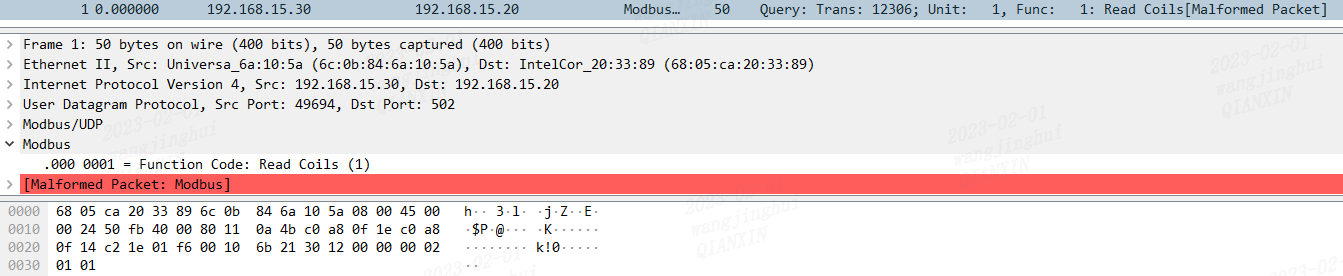 1 0.000000 192.168.15.30 192.168.15.20 Modbus… 50 Query: Trans: 12306; Unit: 1, Func: 1: Read Coils[Malformed Packet]
Frame 1: 50 bytes on wire (400 bits), 50 bytes captured (400 bits)
Ethernet II, Src: Universa_6a:10:5a (6c:0b:84:6a:10:5a), Dst: IntelCor_20:33:89 (68:05:ca:20:33:89)
Internet Protocol Version 4, Src: 192.168.15.30, Dst: 192.168.15.20
User Datagram Protocol, Src Port: 49694, Dst Port: 502
Modbus/UDP
Modbus
.000 0001 = Function Code: Read Coils (1)
[Malformed Packet: Modbus]
0000 68 05 ca 20 33 89 6c 0b 84 6a 10 5a 08 00 45 00 h·· 3·l· ·j·Z··E·
0010 00 24 50 fb 40 00 80 11 0a 4b c0 a8 0f 1e c0 a8 ·$P·@··· ·K······
0020 0f 14 c2 1e 01 f6 00 10 6b 21 30 12 00 00 00 02 ········ k!0·····
0030 01 01 ··
2023-02-01
wangjinghui
QIANXIN